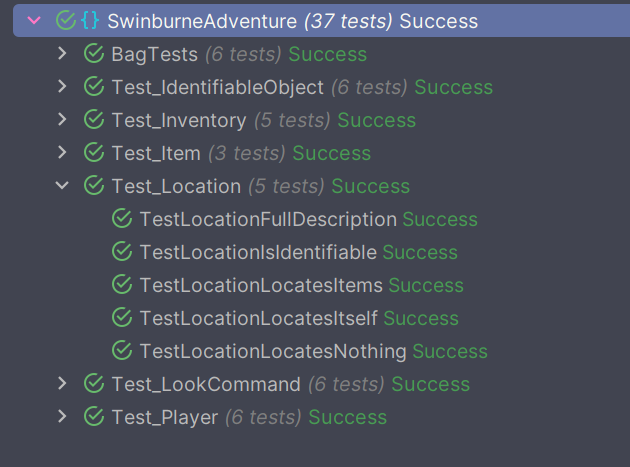 {} SwinburneAdventure (37 tests) Success
BagTests (6 tests) Success
Test_IdentifiableObject (6 tests) Success
Test_Inventory (5 tests) Success
Test_Item (3 tests) Success
Test_Location (5 tests) Success
TestLocationFullDescription Success
TestLocationIsIdentifiable Success
TestLocationLocatesItems Success
TestLocationLocatesItself Success
TestLocationLocatesNothing Success
Test_LookCommand (6 tests) Success
Test_Player (6 tests) Success